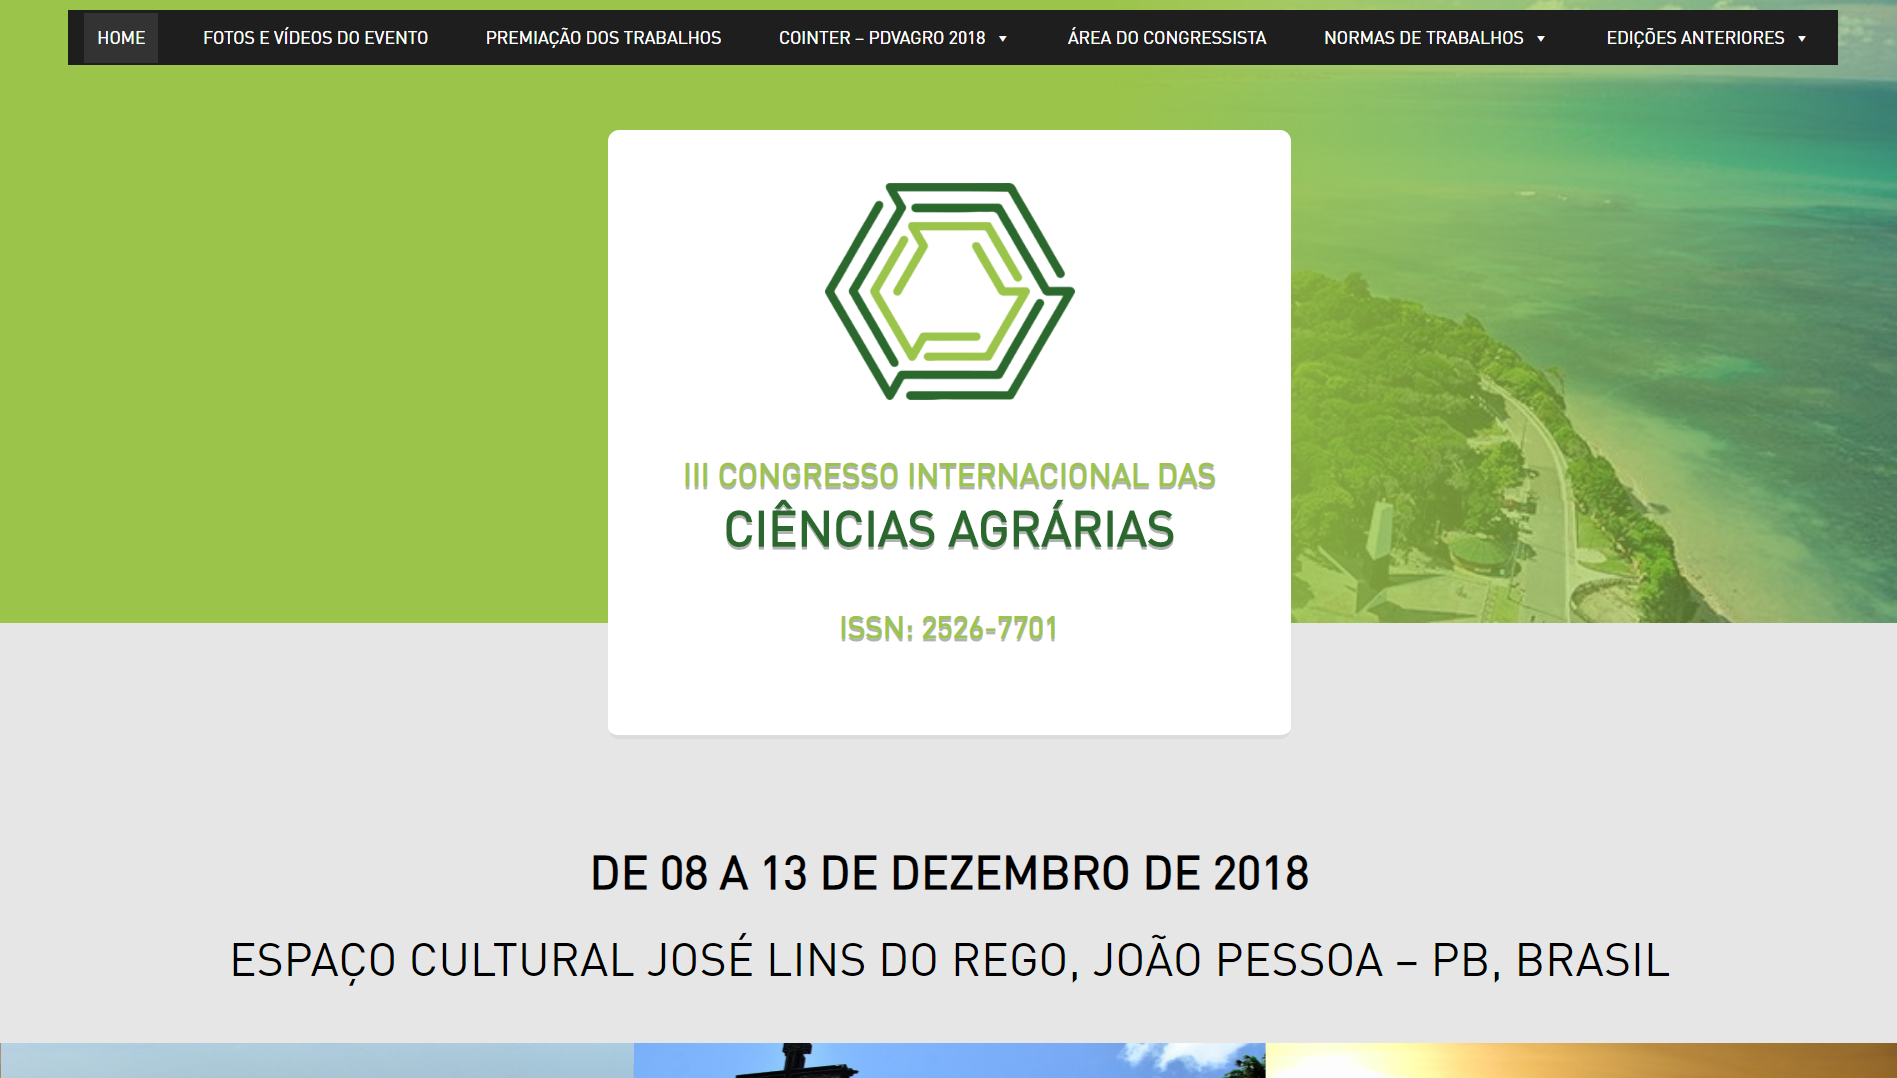 HOME
FOTOS E VÍDEOS DO EVENTO
PREMIAÇÃO DOS TRABALHOS
COINTER – PDVAGRO 2018
ÁREA DO CONGRESSISTA
NORMAS DE TRABALHOS
EDIÇÕES ANTERIORES
III CONGRESSO INTERNACIONAL DAS
CIÊNCIAS AGRÁRIAS
ISSN: 2526-7701
DE 08 A 13 DE DEZEMBRO DE 2018
ESPAÇO CULTURAL JOSÉ LINS DO REGO, JOÃO PESSOA – PB, BRASIL